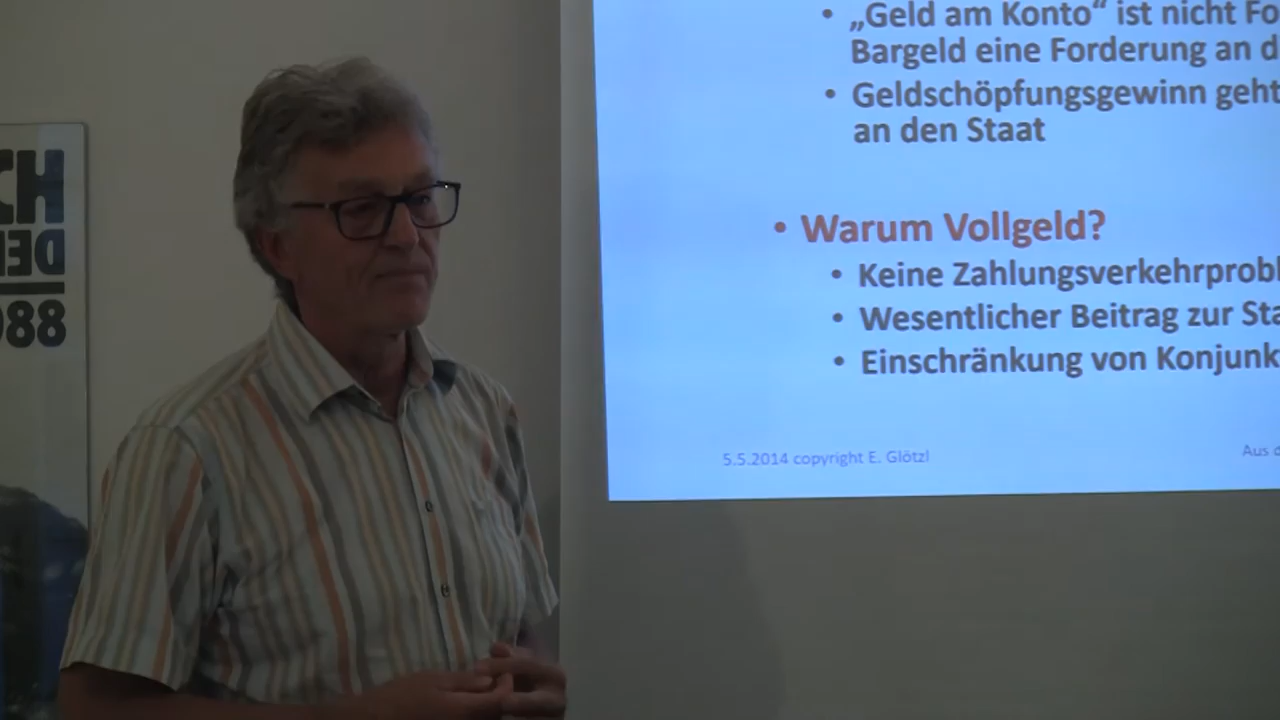 CH
DEN
988
• „Geld am Konto“ ist nicht Fo
Bargeld eine Forderung an d
• Geldschöpfungsgewinn geht
an den Staat
• Warum Vollgeld?
• Keine Zahlungsverkehrprobl
• Wesentlicher Beitrag zur Sta
• Einschränkung von Konjunk
5.5.2014 copyright E. Glötzl
Aus d